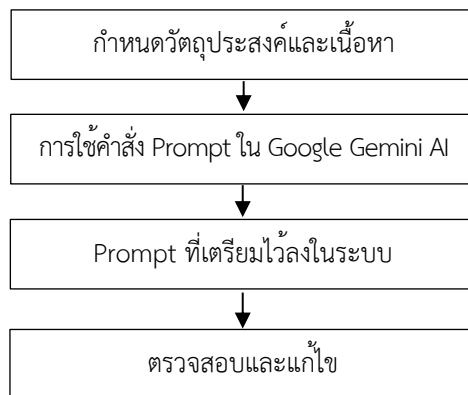 กำหนดวัตถุประสงค์และเนื้อหา
การใช้คำสั่ง Prompt ใน Google Gemini AI
Prompt ที่เตรียมไว้ลงในระบบ
ตรวจสอบและแก้ไข